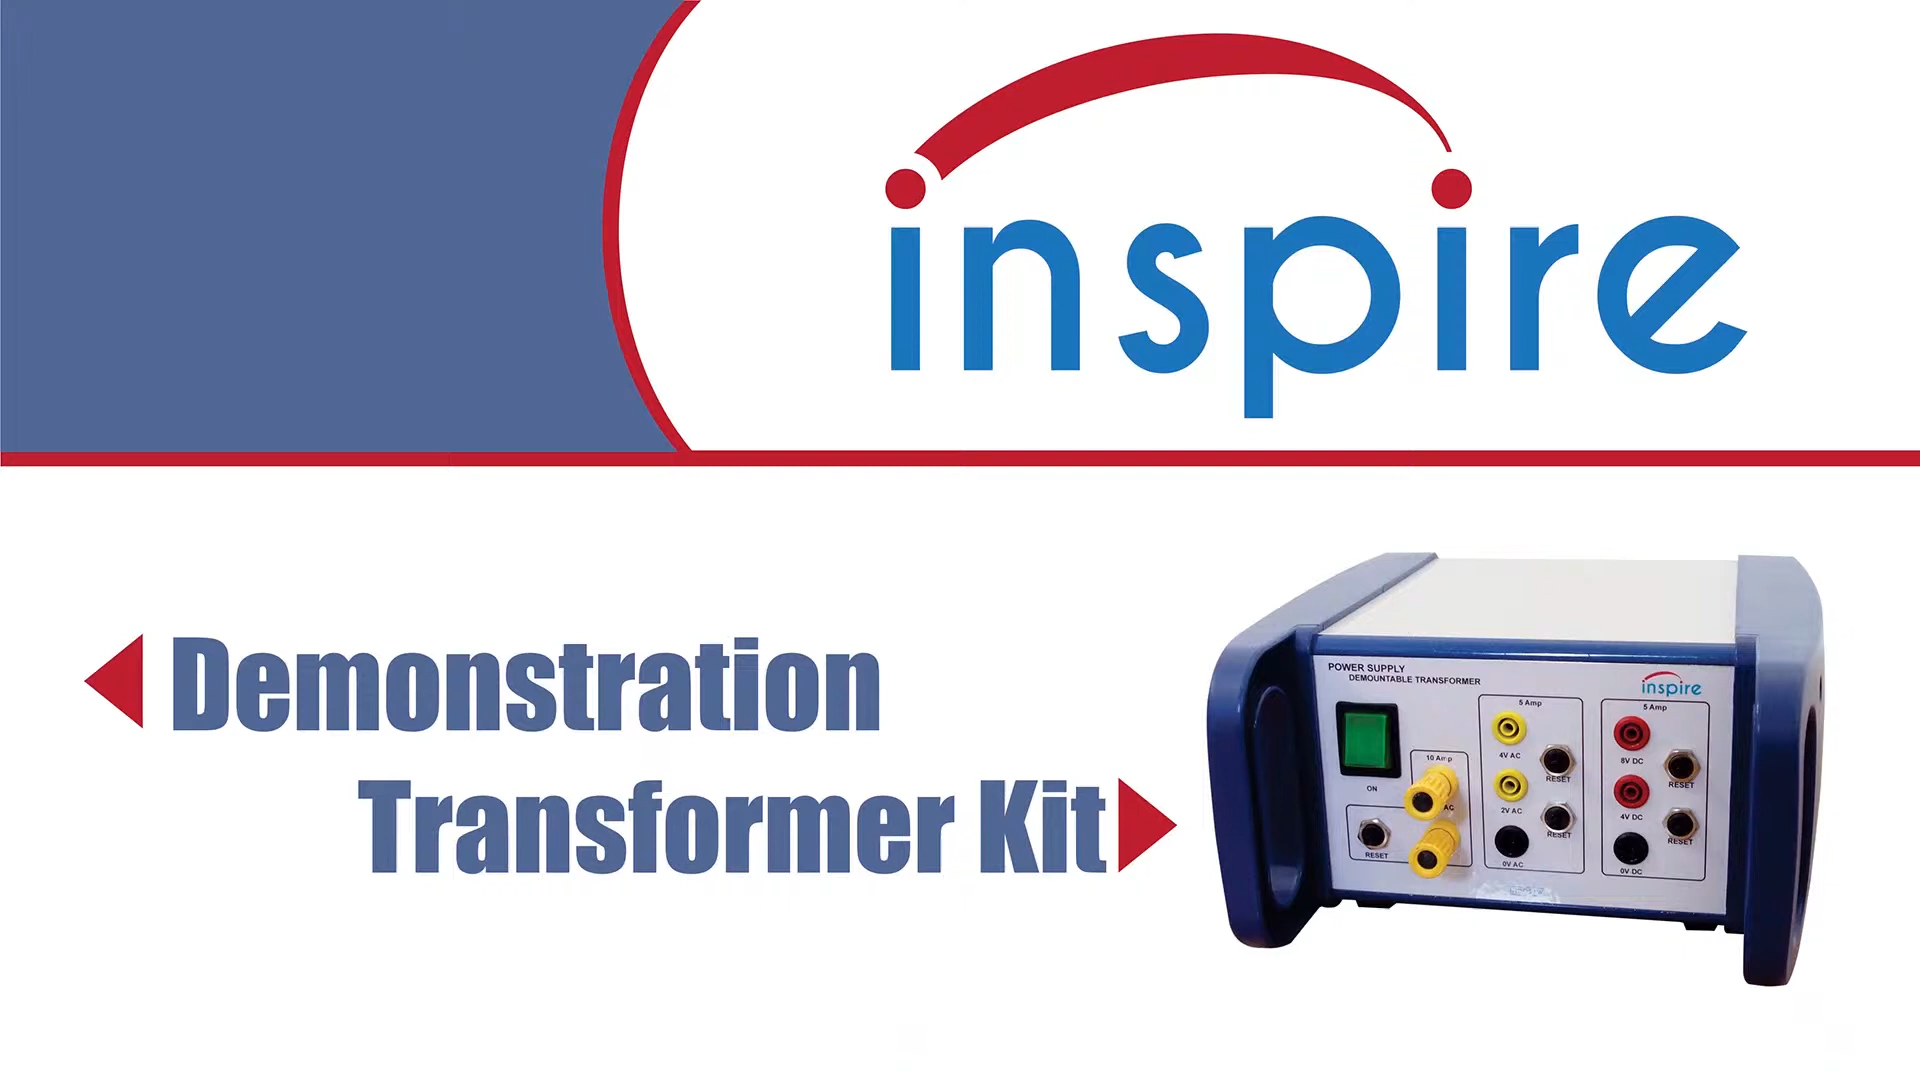 inspire
Demonstration
Transformer Kit
POWER SUPPLY
DEMOUNTABLE TRANSFORMER
inspire
5 Amp
5 Amp
4V AC
RESET
8V DC
RESET
10 Amp
ON
AC
2V AC
RESET
4V DC
RESET
RESET
0V AC
0V DC